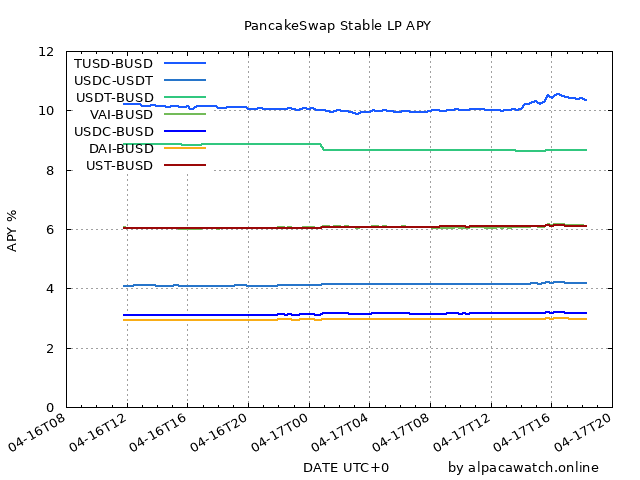 PancakeSwap Stable LP APY
TUSD-BUSD
USDC-USDT
USDT-BUSD
VAI-BUSD
USDC-BUSD
DAI-BUSD
UST-BUSD
APY %
12
10
8
6
4
2
0
04-16T08
04-16T12
04-16T16
04-16T20
04-17T00
04-17T04
04-17T08
04-17T12
04-17T16
04-17T20
DATE UTC+0
by alpacawatch.online